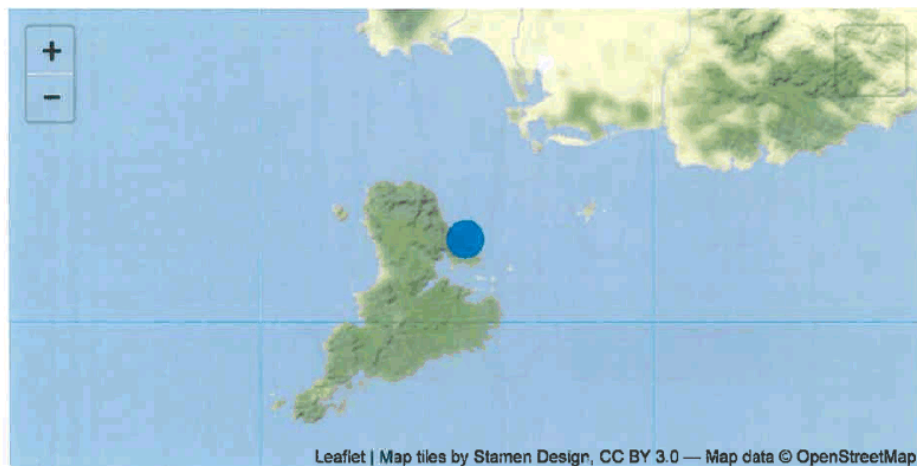 +
−
Leaflet | Map tiles by Stamen Design, CC BY 3.0 — Map data © OpenStreetMap